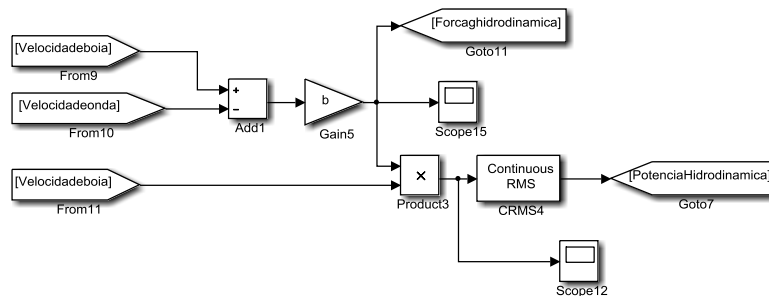 [Forcaghidrodinamica]
Goto11
[Velocidadeboia]
From9
+
−
Add1
b
Gain5
Scope15
[Velocidadeonda]
From10
[Velocidadeboia]
From11
×
Product3
Continuous
RMS
CRMS4
[PotenciaHidrodinamica]
Goto7
Scope12